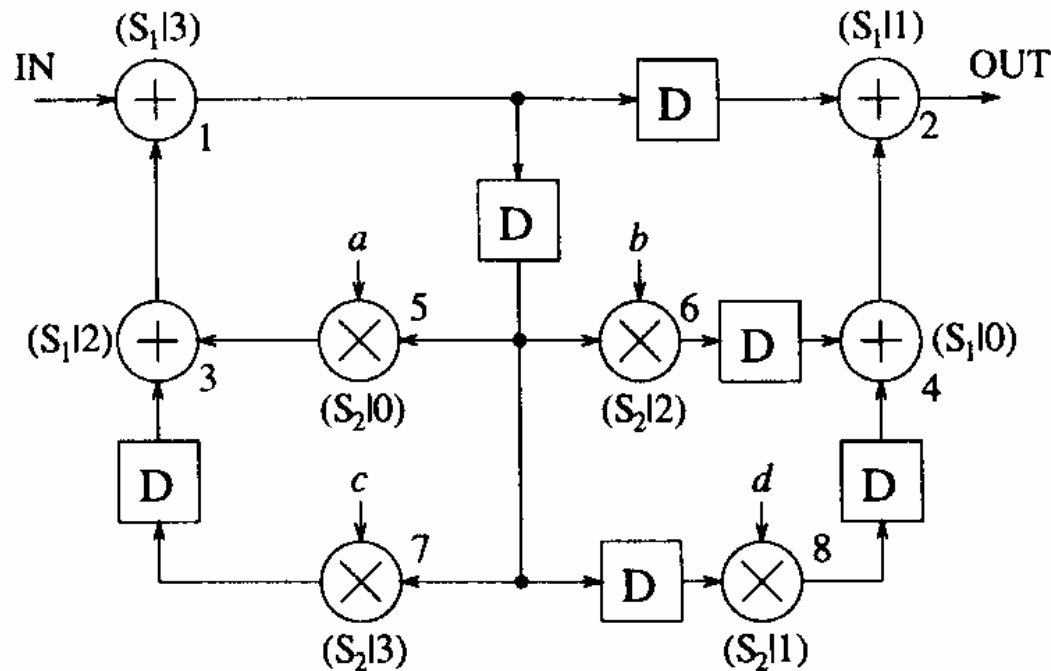 (S₁|3) (S₁|1)
IN OUT
D
1 2
D
a b
5 6
(S₁|2) D (S₁|0)
3 4
(S₂|0) (S₂|2)
D c d D
7 8
D
(S₂|3) (S₂|1)